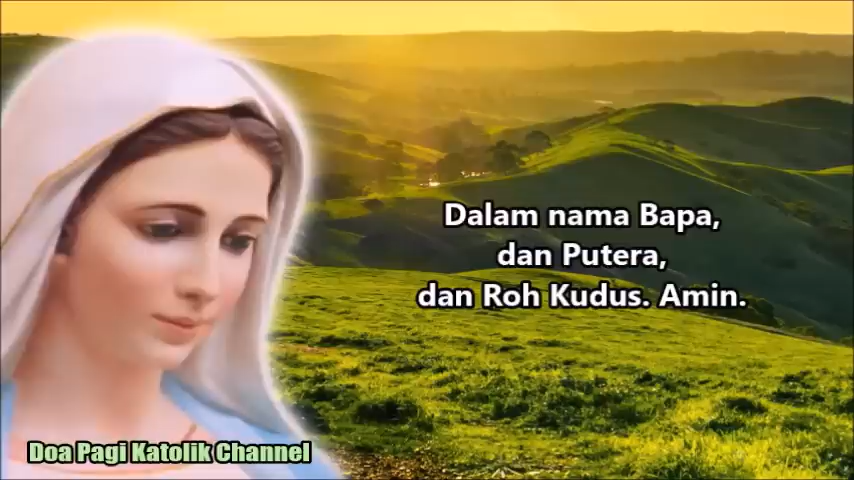 Dalam nama Bapa,
dan Putera,
dan Roh Kudus. Amin.
Doa Pagi Katolik Channel